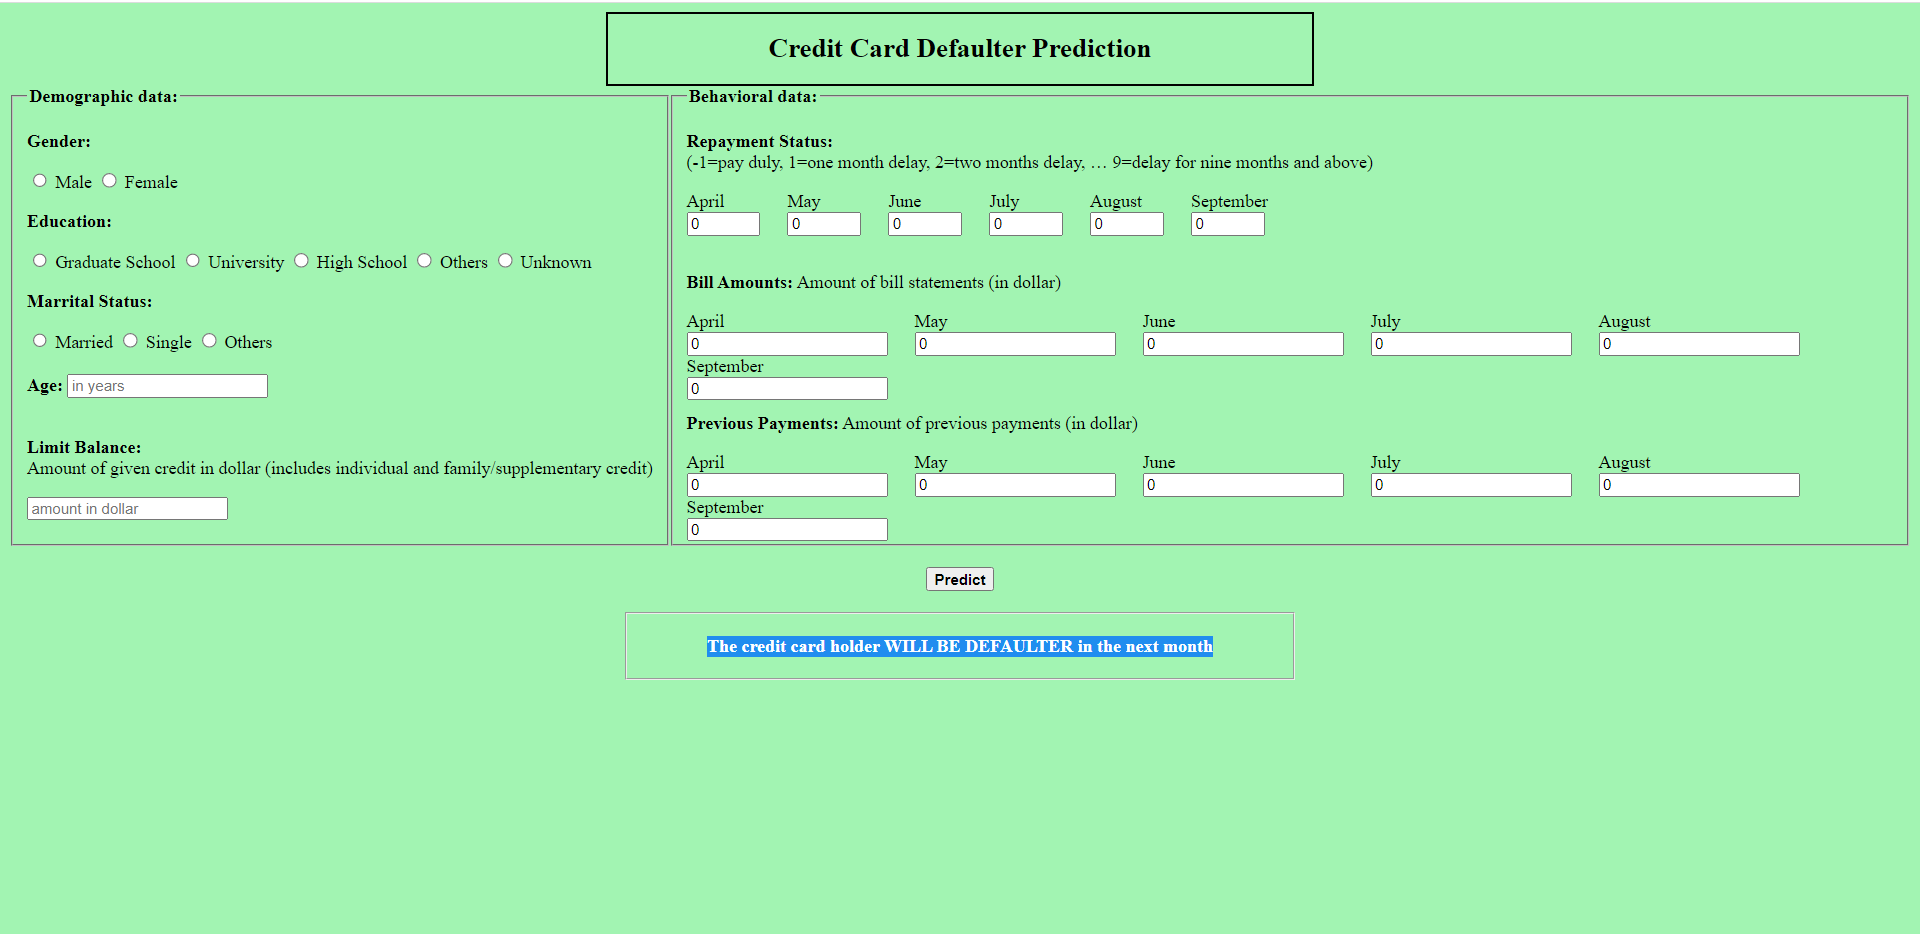 Credit Card Defaulter Prediction
Demographic data:
Gender:
Male Female
Education:
Graduate School University High School Others Unknown
Marrital Status:
Married Single Others
Age: in years
Limit Balance:
Amount of given credit in dollar (includes individual and family/supplementary credit)
amount in dollar
Behavioral data:
Repayment Status:
(-1=pay duly, 1=one month delay, 2=two months delay, … 9=delay for nine months and above)
April May June July August September
0 0 0 0 0 0
Bill Amounts: Amount of bill statements (in dollar)
April May June July August
0 0 0 0 0
September
0
Previous Payments: Amount of previous payments (in dollar)
April May June July August
0 0 0 0 0
September
0
Predict
The credit card holder WILL BE DEFAULTER in the next month